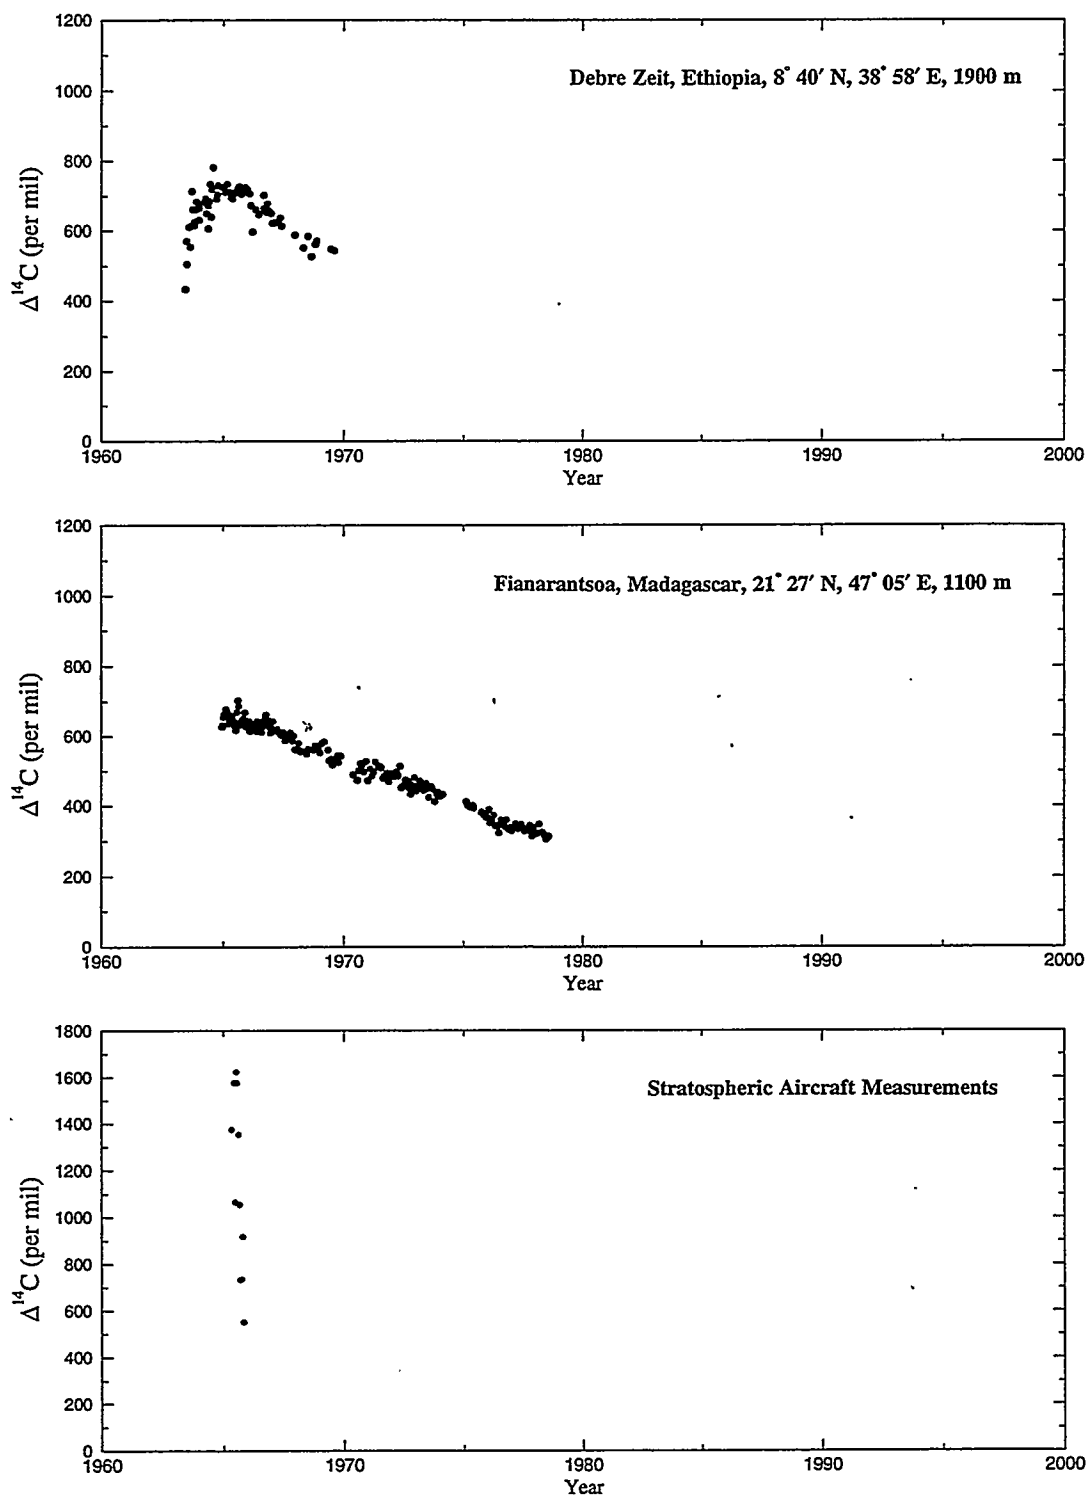 1200
1000
800
600
400
200
0
Δ¹⁴C (per mil)
Debre Zeit, Ethiopia, 8° 40′ N, 38° 58′ E, 1900 m
1960 1970 1980 1990 2000
Year
1200
1000
800
600
400
200
0
Δ¹⁴C (per mil)
Fianarantsoa, Madagascar, 21° 27′ N, 47° 05′ E, 1100 m
1960 1970 1980 1990 2000
Year
1800
1600
1400
1200
1000
800
600
400
200
0
Δ¹⁴C (per mil)
Stratospheric Aircraft Measurements
1960 1970 1980 1990 2000
Year